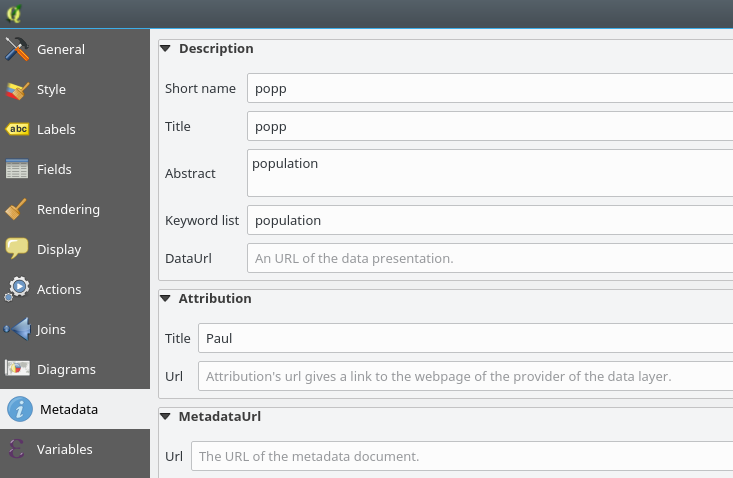 General
Style
abc Labels
Fields
Rendering
Display
Actions
Joins
Diagrams
Metadata
Variables
Description
Short name popp
Title popp
Abstract population
Keyword list population
DataUrl An URL of the data presentation.
Attribution
Title Paul
Url Attribution's url gives a link to the webpage of the provider of the data layer.
MetadataUrl
Url The URL of the metadata document.